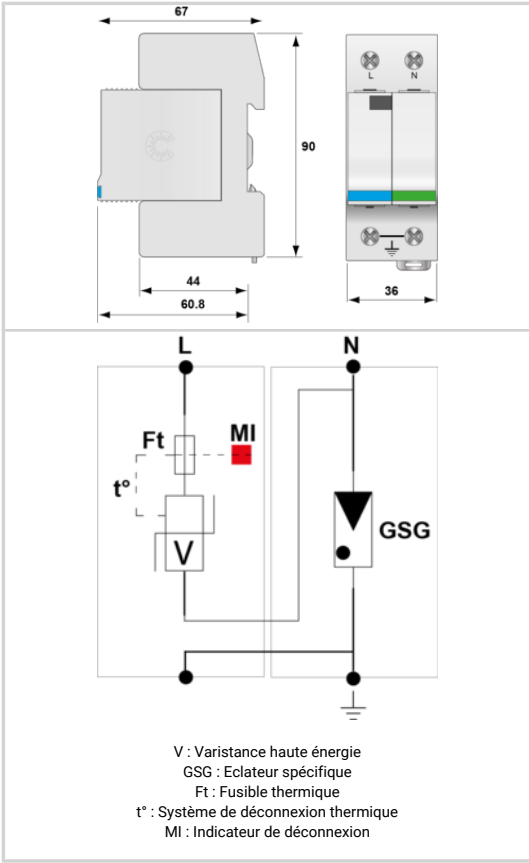 67
L N
90
44
60.8
36
L N
Ft MI
t°
V
GSG
V : Varistance haute énergie
GSG : Eclateur spécifique
Ft : Fusible thermique
t° : Système de déconnexion thermique
MI : Indicateur de déconnexion